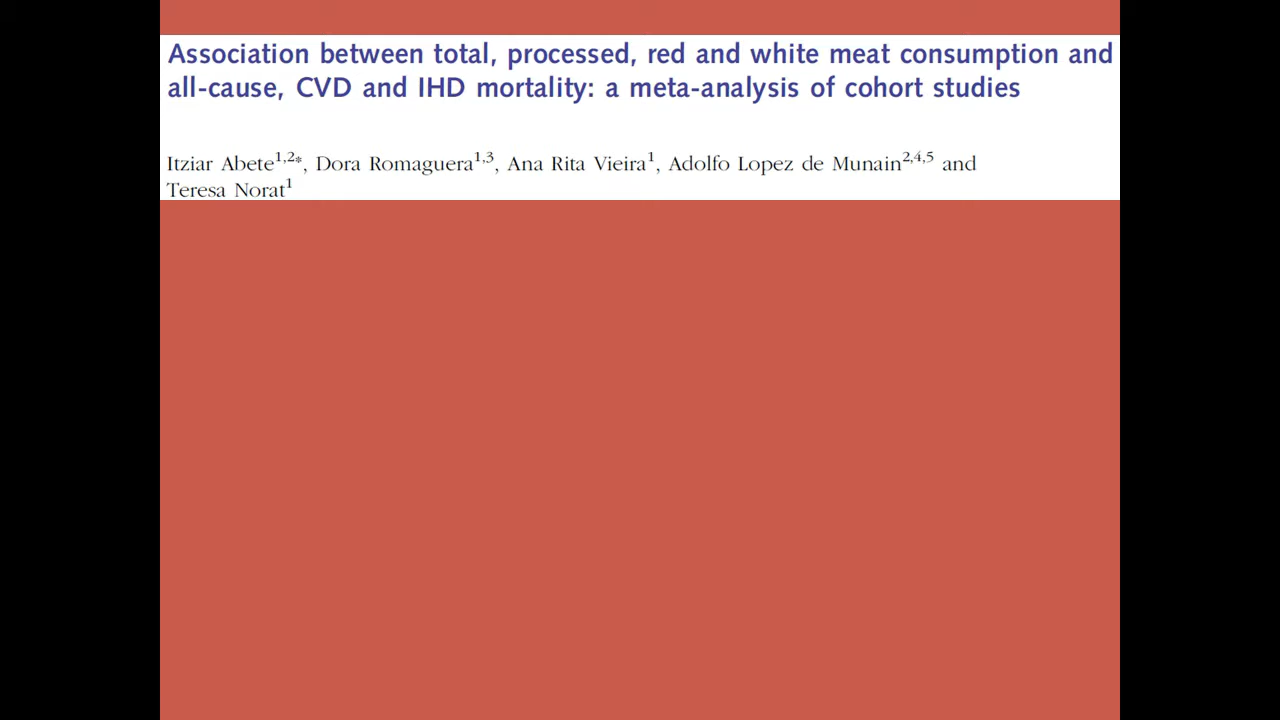 Association between total, processed, red and white meat consumption and
all-cause, CVD and IHD mortality: a meta-analysis of cohort studies
Itziar Abete1,2*, Dora Romaguera1,3, Ana Rita Vieira1, Adolfo Lopez de Munain2,4,5 and
Teresa Norat1